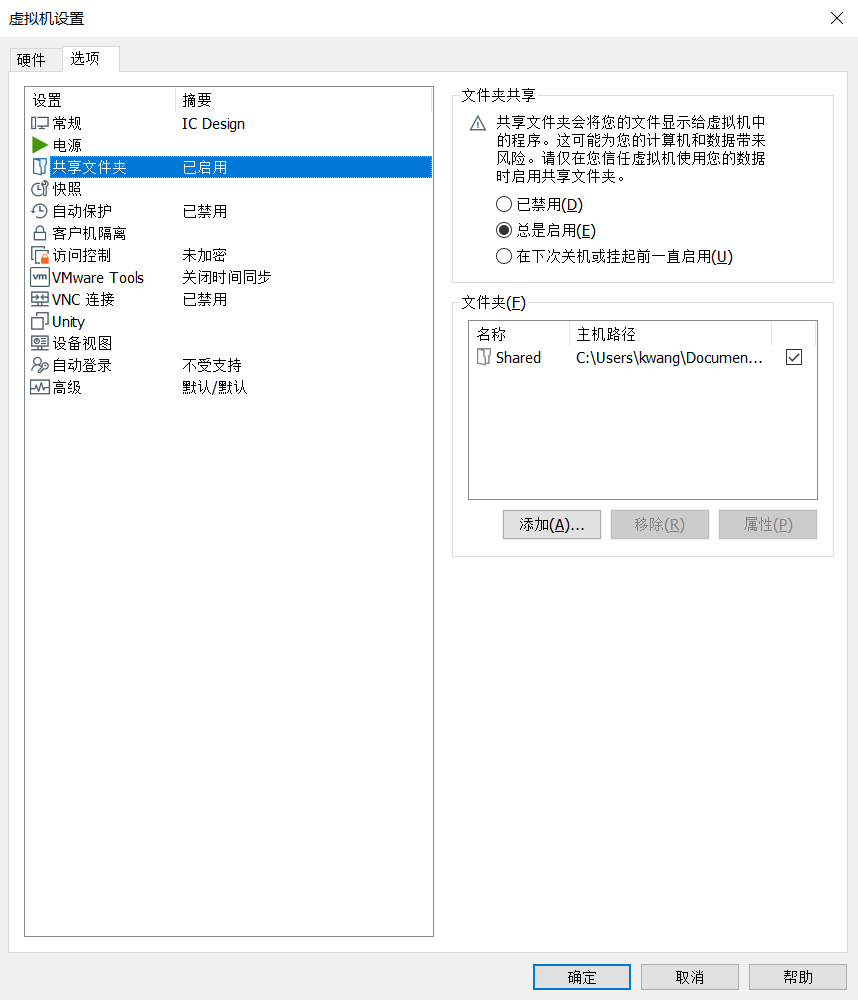 虚拟机设置
硬件 选项
设置 摘要
常规 IC Design
电源
共享文件夹 已启用
快照
自动保护 已禁用
客户机隔离
访问控制 未加密
vm VMware Tools 关闭时间同步
VNC 连接 已禁用
Unity
设备视图
自动登录 不受支持
高级 默认/默认
文件夹共享
共享文件夹会将您的文件显示给虚拟机中
的程序。这可能为您的计算机和数据带来
风险。请仅在您信任虚拟机使用您的数据
时启用共享文件夹。
已禁用(D)
总是启用(E)
在下次关机或挂起前一直启用(U)
文件夹(F)
名称 主机路径
Shared C:\Users\kwang\Documen...
添加(A)... 移除(R) 属性(P)
确定 取消 帮助